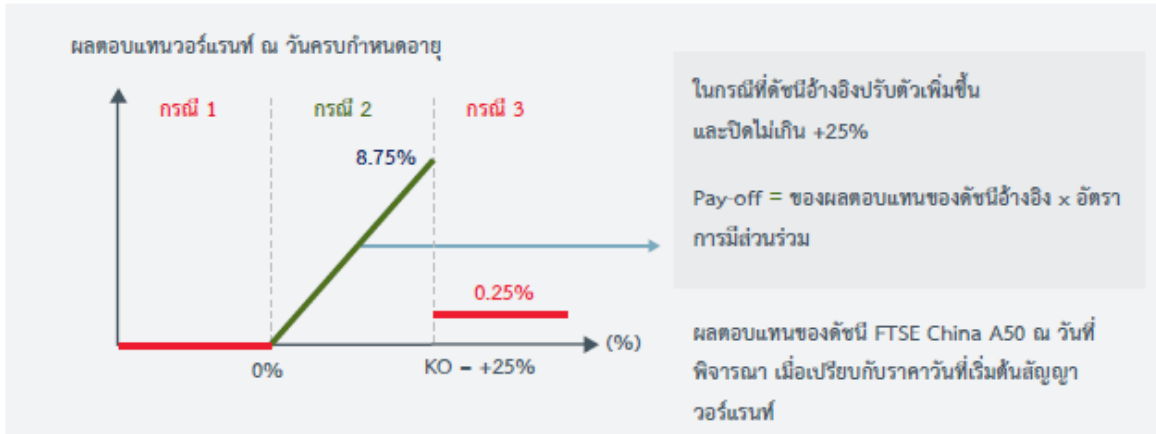 ผลตอบแทนวอร์แรนท์ ณ วันครบกำหนดอายุ
กรณี 1
กรณี 2
กรณี 3
8.75%
0.25%
0%
KO = +25%
(%)
ในกรณีที่ดัชนีอ้างอิงปรับตัวเพิ่มขึ้น
และปิดไม่เกิน +25%
Pay-off = ของผลตอบแทนของดัชนีอ้างอิง x อัตรา
การมีส่วนร่วม
ผลตอบแทนของดัชนี FTSE China A50 ณ วันที่
พิจารณา เมื่อเปรียบกับราคาวันที่เริ่มต้นสัญญา
วอร์แรนท์